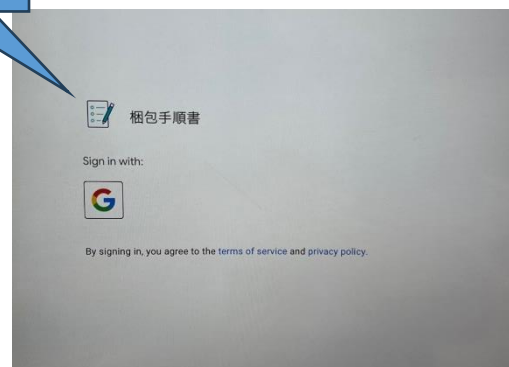 梱包手順書
Sign in with:
G
By signing in, you agree to the terms of service and privacy policy.